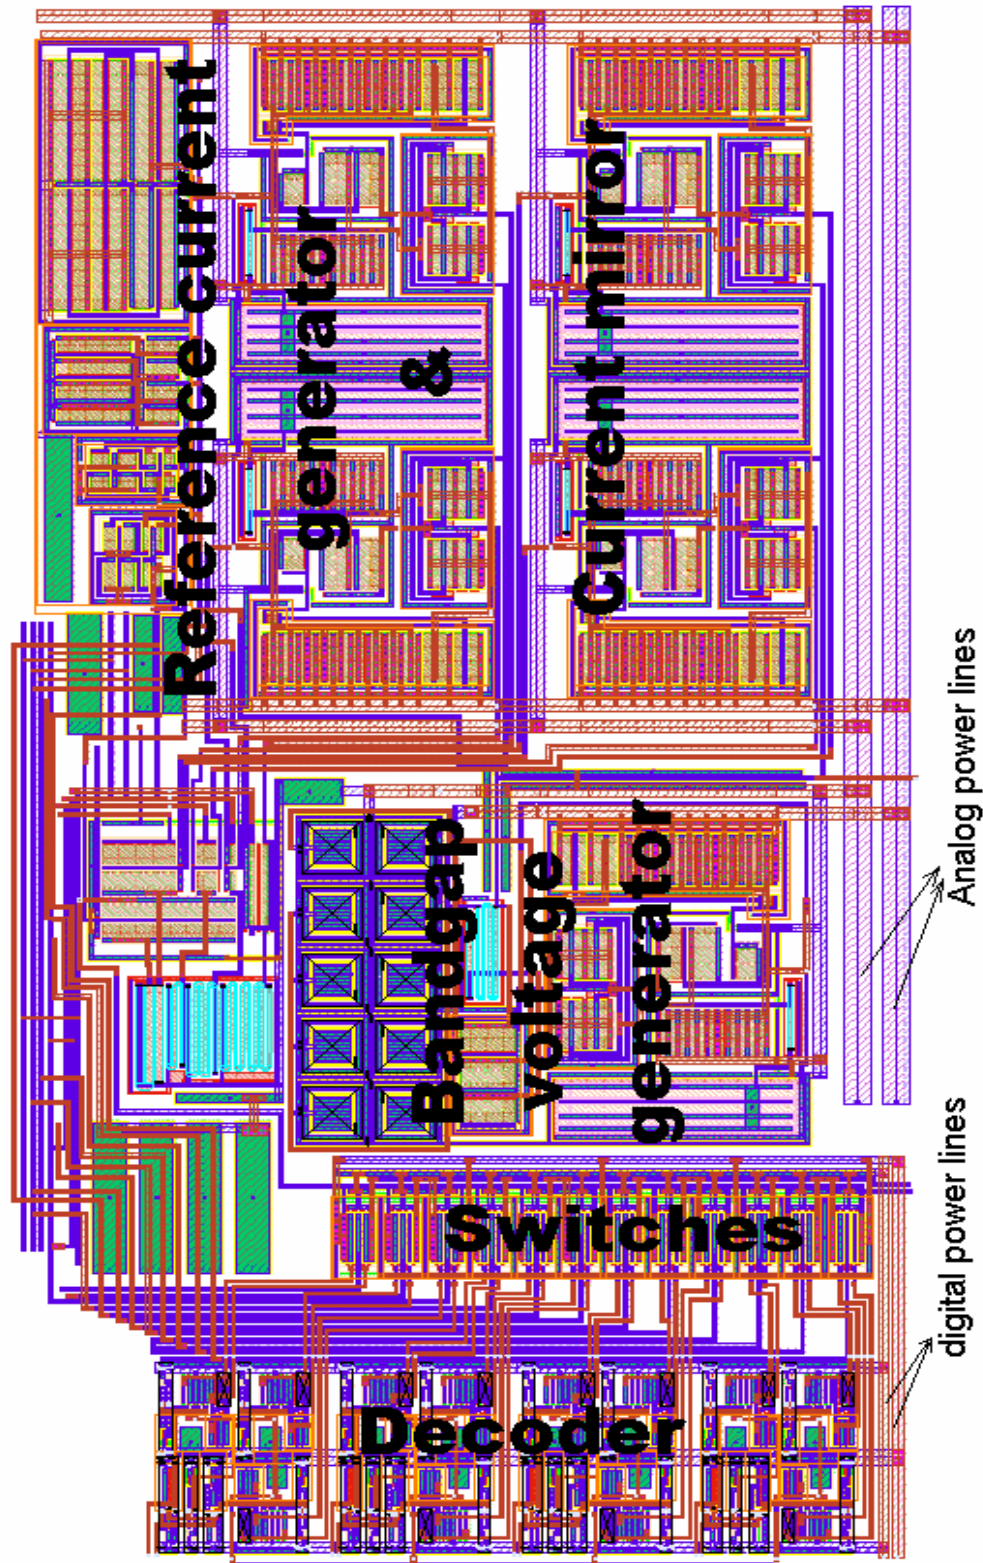 Reference current
generator
&
Current mirror
Bandgap
voltage
generator
Switches
Decoder
Analog power lines
digital power lines